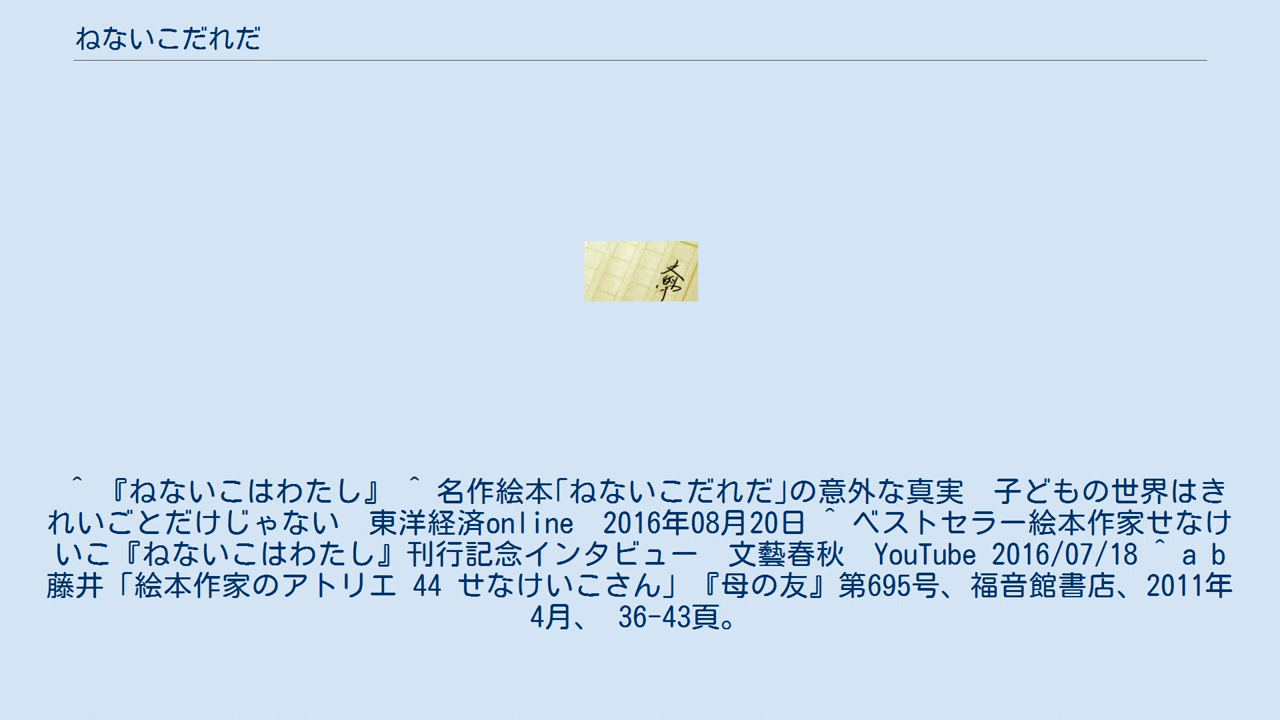 ねないこだれだ
文
^ 『ねないこはわたし』 ^ 名作絵本｢ねないこだれだ｣の意外な真実　子どもの世界はき
れいごとだけじゃない　東洋経済online　2016年08月20日 ^ ベストセラー絵本作家せなけ
いこ『ねないこはわたし』刊行記念インタビュー　文藝春秋　YouTube 2016/07/18 ^ a b
藤井「絵本作家のアトリエ 44 せなけいこさん」『母の友』第695号、福音館書店、2011年
4月、 36-43頁。